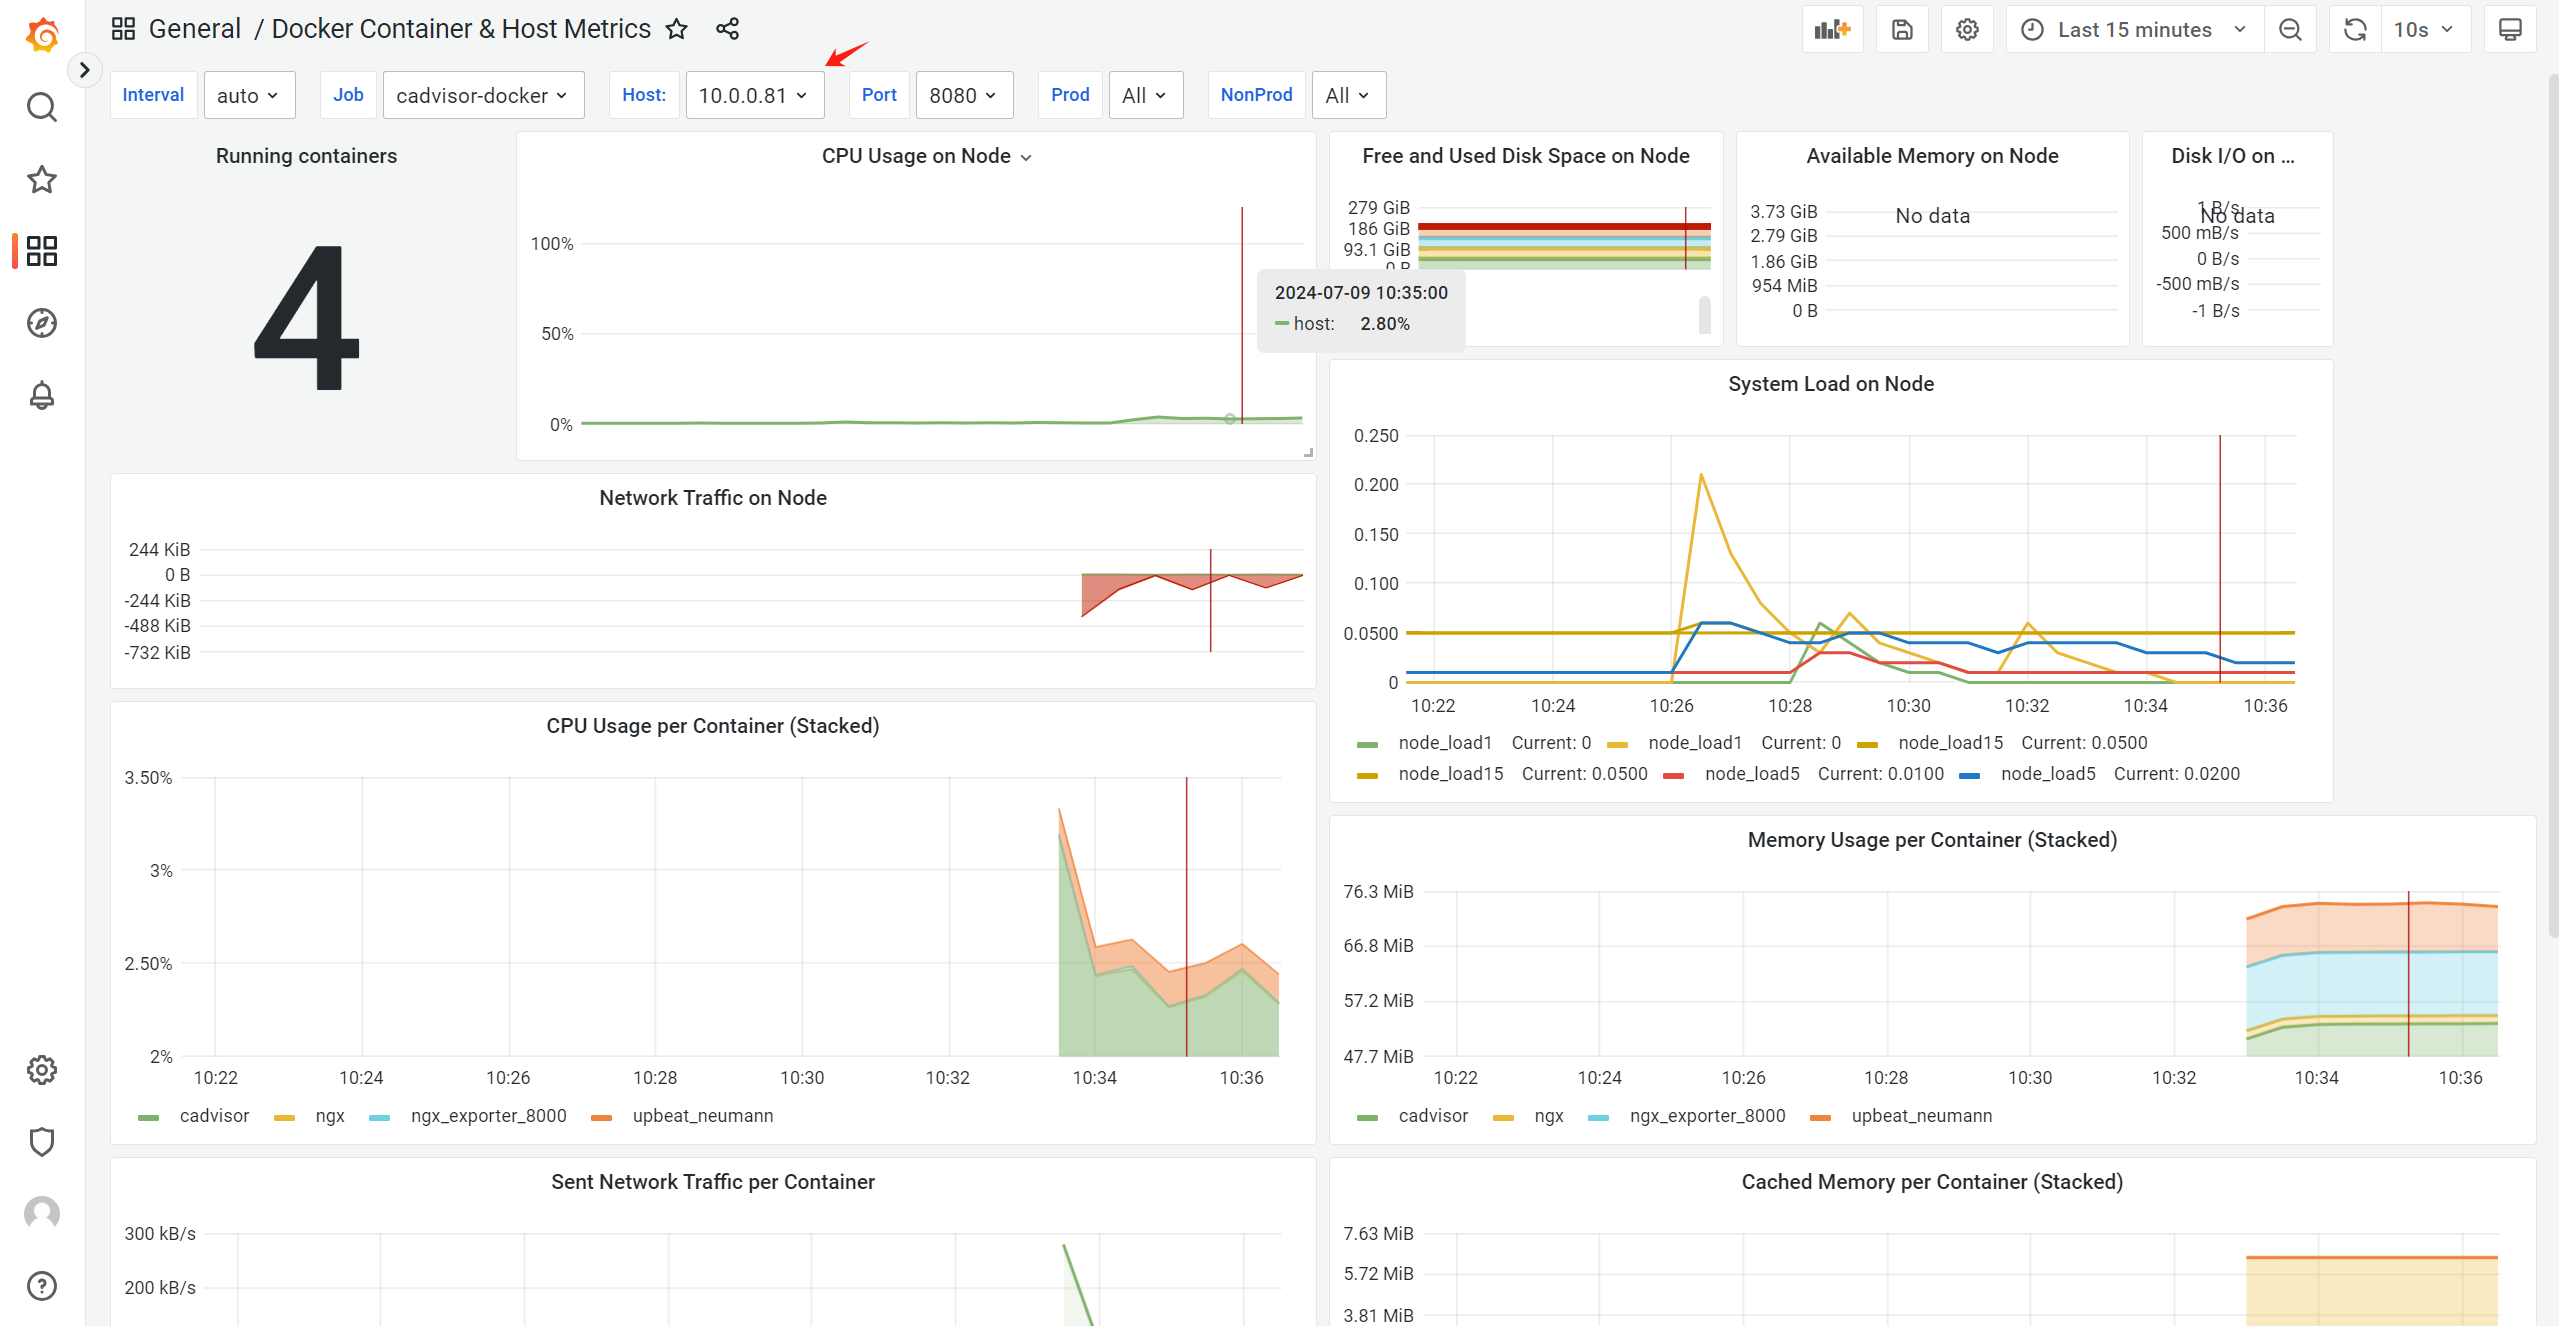 General / Docker Container & Host Metrics
Last 15 minutes
10s
Interval auto Job cadvisor-docker Host: 10.0.0.81 Port 8080 Prod All NonProd All
Running containers
4
CPU Usage on Node
100%
50%
0%
2024-07-09 10:35:00
host: 2.80%
Free and Used Disk Space on Node
279 GiB
186 GiB
93.1 GiB
0 B
Available Memory on Node
3.73 GiB
2.79 GiB
1.86 GiB
954 MiB
0 B
No data
Disk I/O on ...
1 B/s
500 mB/s
0 B/s
-500 mB/s
-1 B/s
No data
Network Traffic on Node
244 KiB
0 B
-244 KiB
-488 KiB
-732 KiB
System Load on Node
0.250
0.200
0.150
0.100
0.0500
0
10:22 10:24 10:26 10:28 10:30 10:32 10:34 10:36
node_load1 Current: 0 node_load1 Current: 0 node_load15 Current: 0.0500
node_load15 Current: 0.0500 node_load5 Current: 0.0100 node_load5 Current: 0.0200
CPU Usage per Container (Stacked)
3.50%
3%
2.50%
2%
10:22 10:24 10:26 10:28 10:30 10:32 10:34 10:36
cadvisor ngx ngx_exporter_8000 upbeat_neumann
Memory Usage per Container (Stacked)
76.3 MiB
66.8 MiB
57.2 MiB
47.7 MiB
10:22 10:24 10:26 10:28 10:30 10:32 10:34 10:36
cadvisor ngx ngx_exporter_8000 upbeat_neumann
Sent Network Traffic per Container
300 kB/s
200 kB/s
Cached Memory per Container (Stacked)
7.63 MiB
5.72 MiB
3.81 MiB